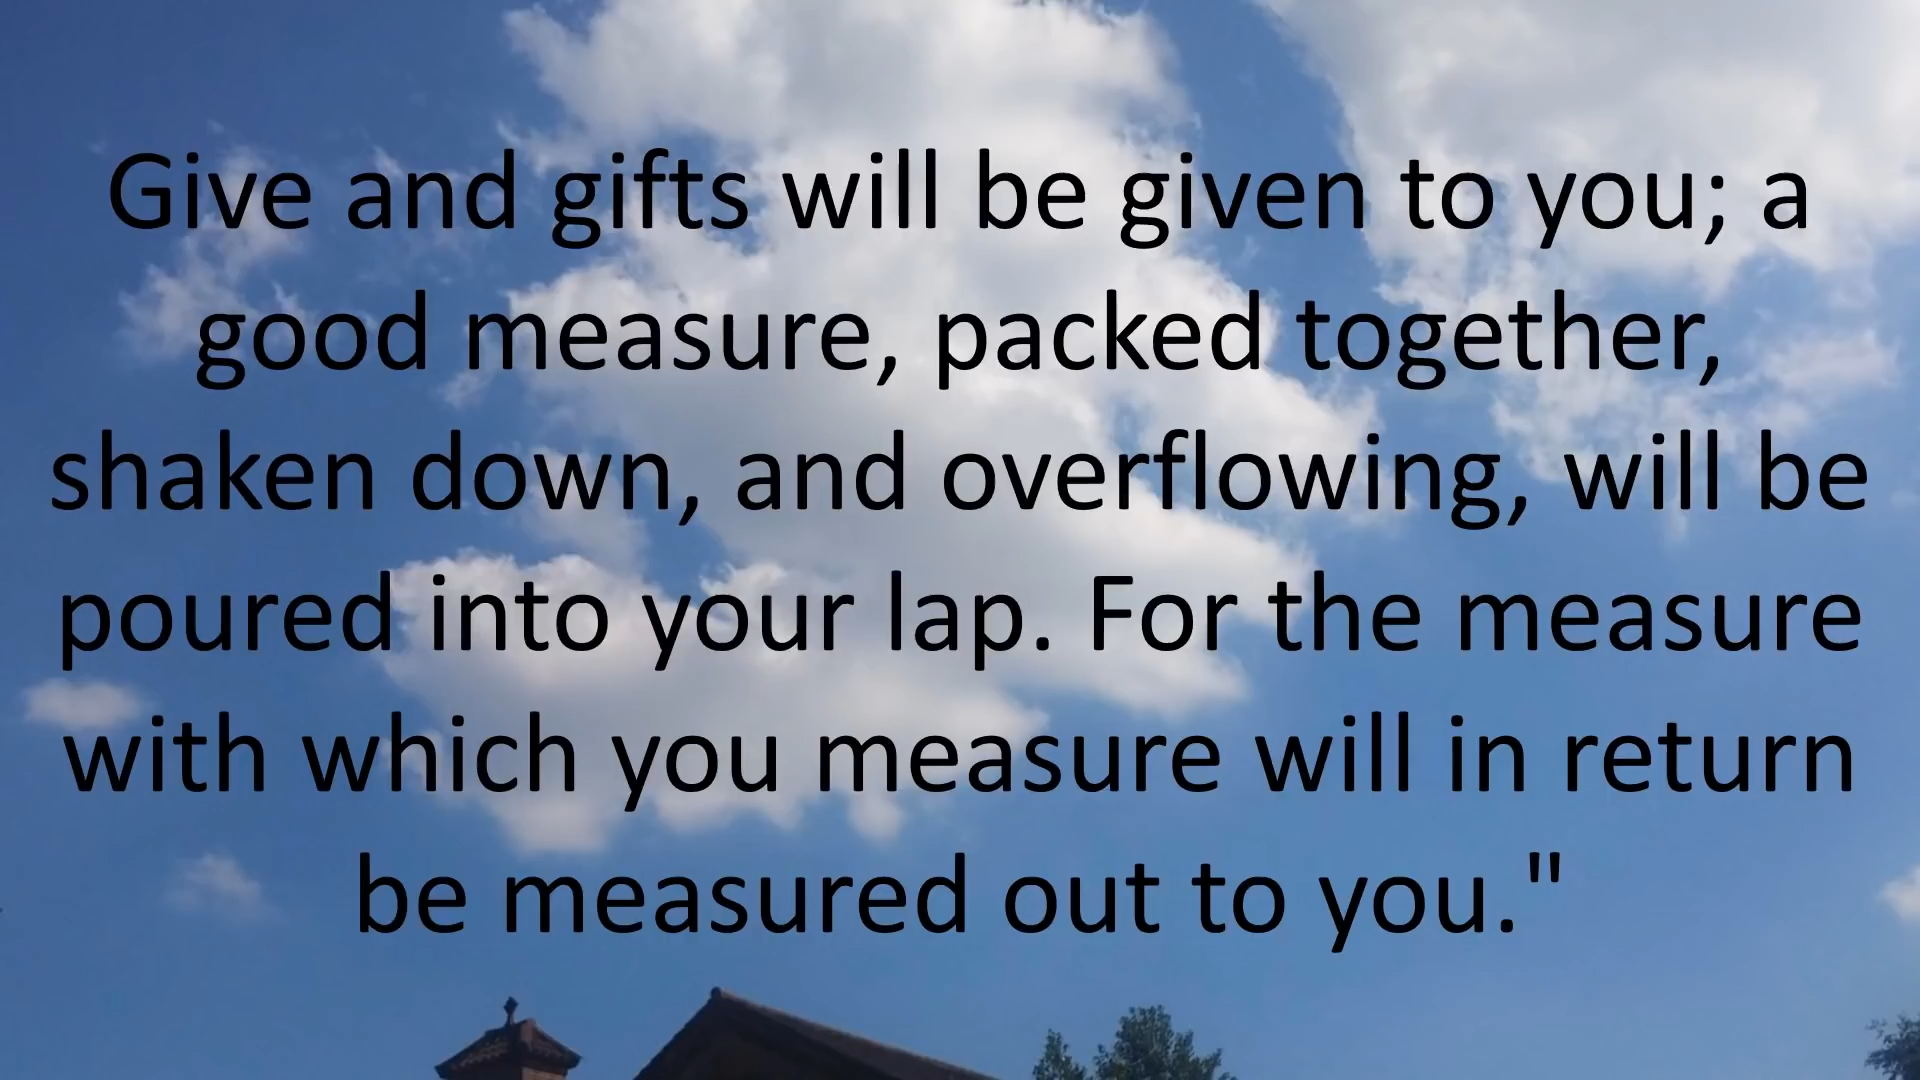 Give and gifts will be given to you; a
good measure, packed together,
shaken down, and overflowing, will be
poured into your lap. For the measure
with which you measure will in return
be measured out to you."